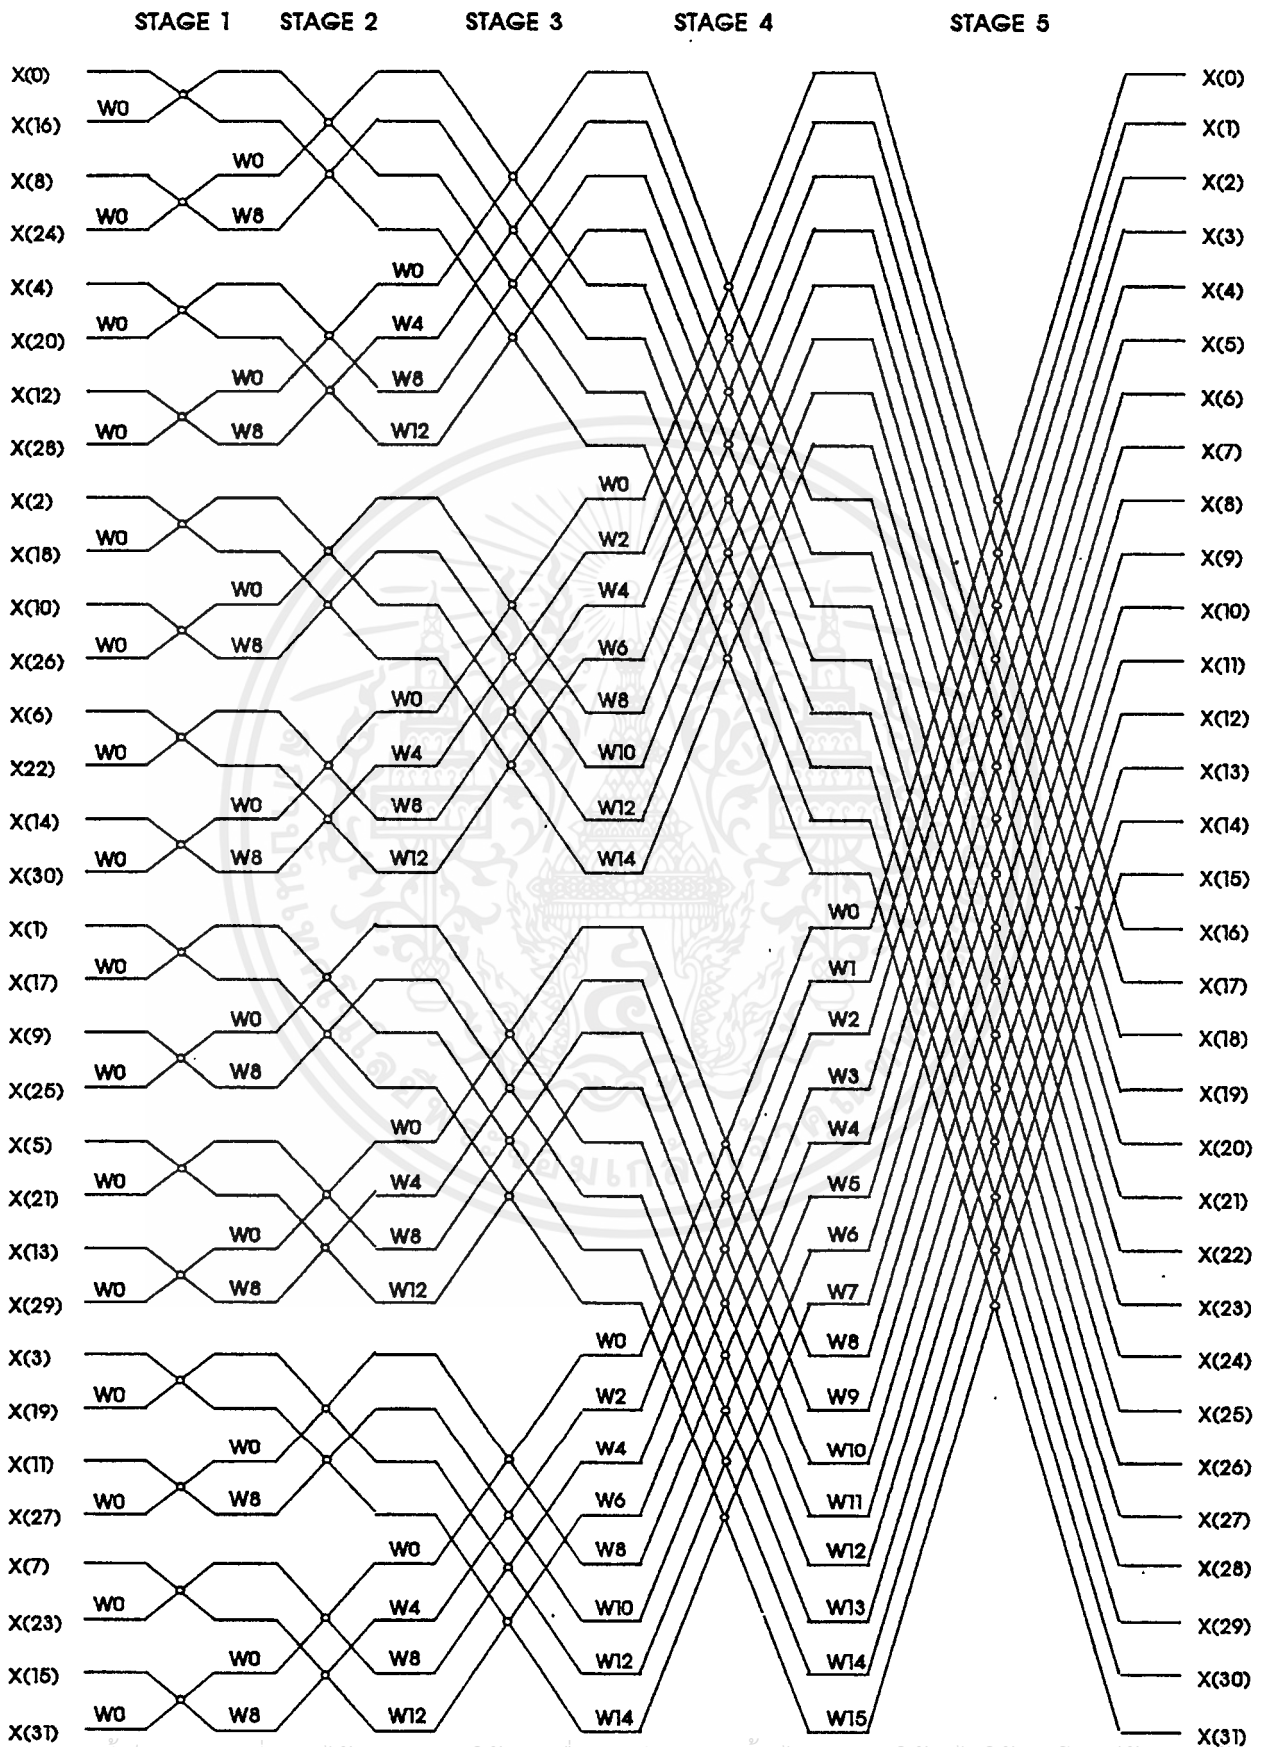 STAGE 1 STAGE 2 STAGE 3 STAGE 4 STAGE 5
X(0) X(0)
W0
X(16) X(1)
W0
X(8) X(2)
W0 W8
X(24) X(3)
W0
X(4) X(4)
W0 W4
X(20) X(5)
W0 W8
X(12) X(6)
W0 W8 W12
X(28) X(7)
W0
X(2) X(8)
W0 W2
X(18) X(9)
W0 W4
X(10) X(10)
W0 W8 W6
X(26) X(11)
W0 W8
X(6) X(12)
W0 W4 W10
X22) X(13)
W0 W8 W12
X(14) X(14)
W0 W8 W12 W14
X(30) X(15)
W0
X(1) X(16)
W0 W1
X(17) X(17)
W0 W2
X(9) X(18)
W0 W8 W3
X(25) X(19)
W0 W4
X(5) X(20)
W0 W4 W5
X(21) X(21)
W0 W8 W6
X(13) X(22)
W0 W8 W12 W7
X(29) X(23)
W0 W8
X(3) X(24)
W0 W2 W9
X(19) X(25)
W0 W4 W10
X(11) X(26)
W0 W8 W6 W11
X(27) X(27)
W0 W8 W12
X(7) X(28)
W0 W4 W10 W13
X(23) X(29)
W0 W8 W12 W14
X(15) X(30)
W0 W8 W12 W14 W15
X(31) X(31)